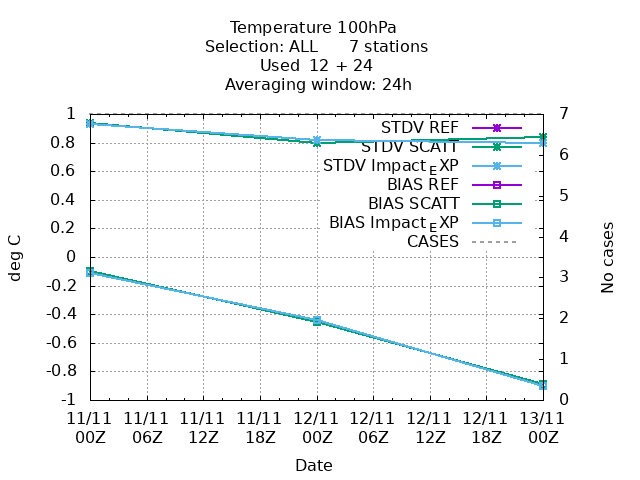 Temperature 100hPa
Selection: ALL      7 stations
Used  12 + 24
Averaging window: 24h
1
0.8
0.6
0.4
0.2
0
-0.2
-0.4
-0.6
-0.8
-1
deg C
STDV REF
STDV SCATT
STDV Impact_EXP
BIAS REF
BIAS SCATT
BIAS Impact_EXP
CASES
7
6
5
4
3
2
1
0
No cases
11/11 11/11 11/11 11/11 12/11 12/11 12/11 12/11 13/11
00Z 06Z 12Z 18Z 00Z 06Z 12Z 18Z 00Z
Date